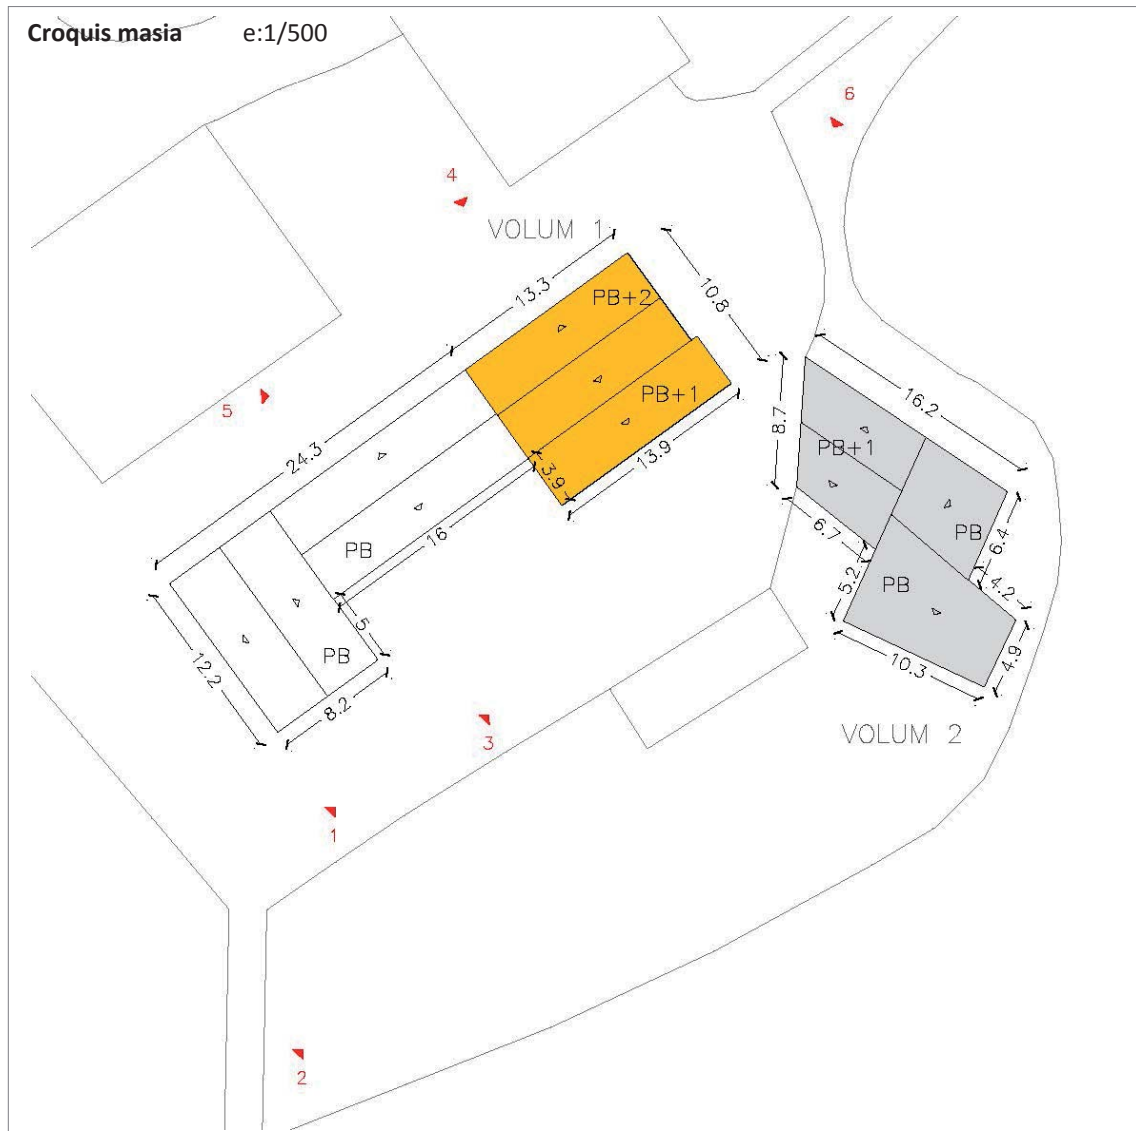 Croquis masia e:1/500
6
4
VOLUM 1
13.3
PB+2
10.8
5
24.3
PB+1
13.9
3.9
16
PB
5
PB
12.2
8.2
8.7
16.2
PB+1
PB
6.4
6.7
5.2
PB
4.2
4.9
10.3
VOLUM 2
3
1
2